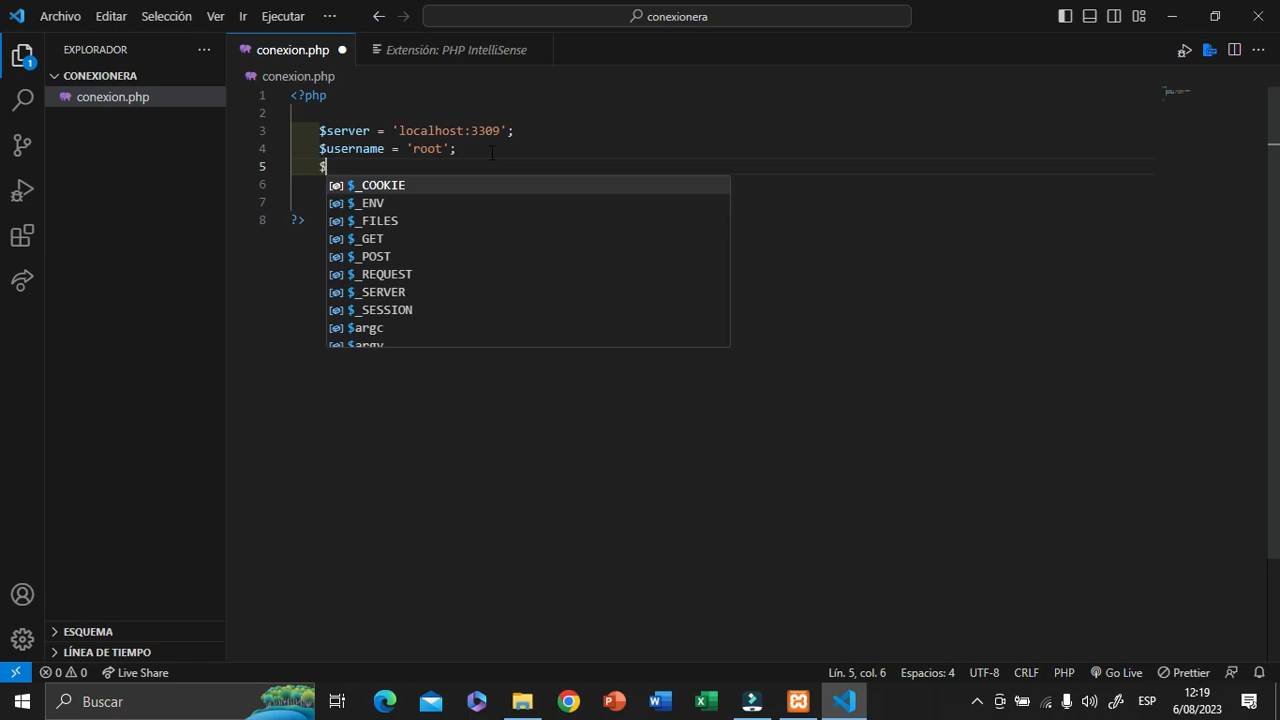 Archivo Editar Selección Ver Ir Ejecutar ··· conexionera
EXPLORADOR ···
conexion.php Extensión: PHP IntelliSense
CONEXIONERA
conexion.php
conexion.php
1 <?php
2
3 $server = 'localhost:3309';
4 $username = 'root';
5 $
6
7
8 ?>
$_COOKIE
$_ENV
$_FILES
$_GET
$_POST
$_REQUEST
$_SERVER
$_SESSION
$argc
$argv
1
ESQUEMA
LÍNEA DE TIEMPO
0 0 Live Share Lín. 5, col. 6 Espacios: 4 UTF-8 CRLF PHP Go Live Prettier
Buscar ESP 12:19
6/08/2023 2